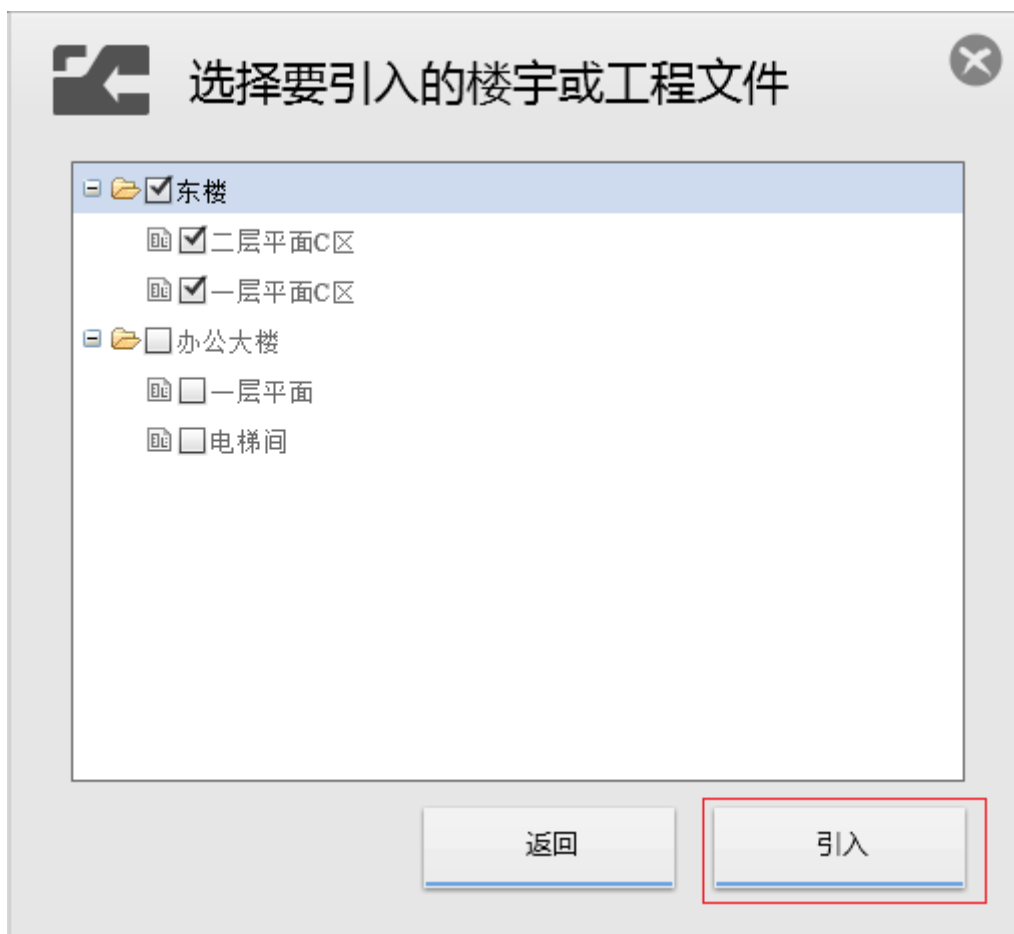 选择要引入的楼宇或工程文件
东楼
二层平面C区
一层平面C区
办公大楼
一层平面
电梯间
返回
引入